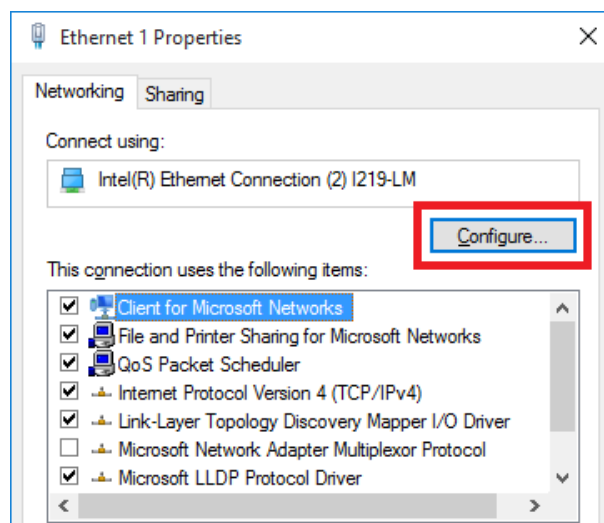 Ethernet 1 Properties
Networking
Sharing
Connect using:
Intel(R) Ethernet Connection (2) I219-LM
Configure...
This connection uses the following items:
Client for Microsoft Networks
File and Printer Sharing for Microsoft Networks
QoS Packet Scheduler
Internet Protocol Version 4 (TCP/IPv4)
Link-Layer Topology Discovery Mapper I/O Driver
Microsoft Network Adapter Multiplexor Protocol
Microsoft LLDP Protocol Driver